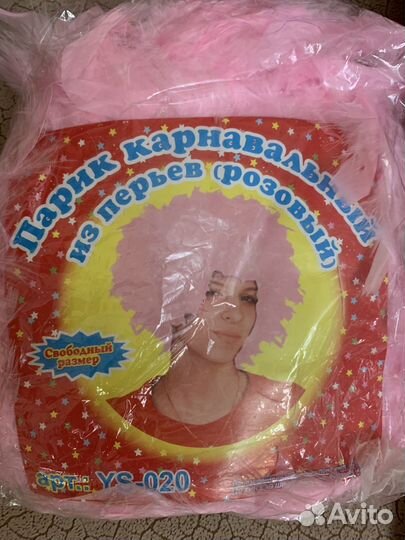 Парик карнавальный
из перьев (розовый)
Свободный
размер
арт.: YS-020
Avito